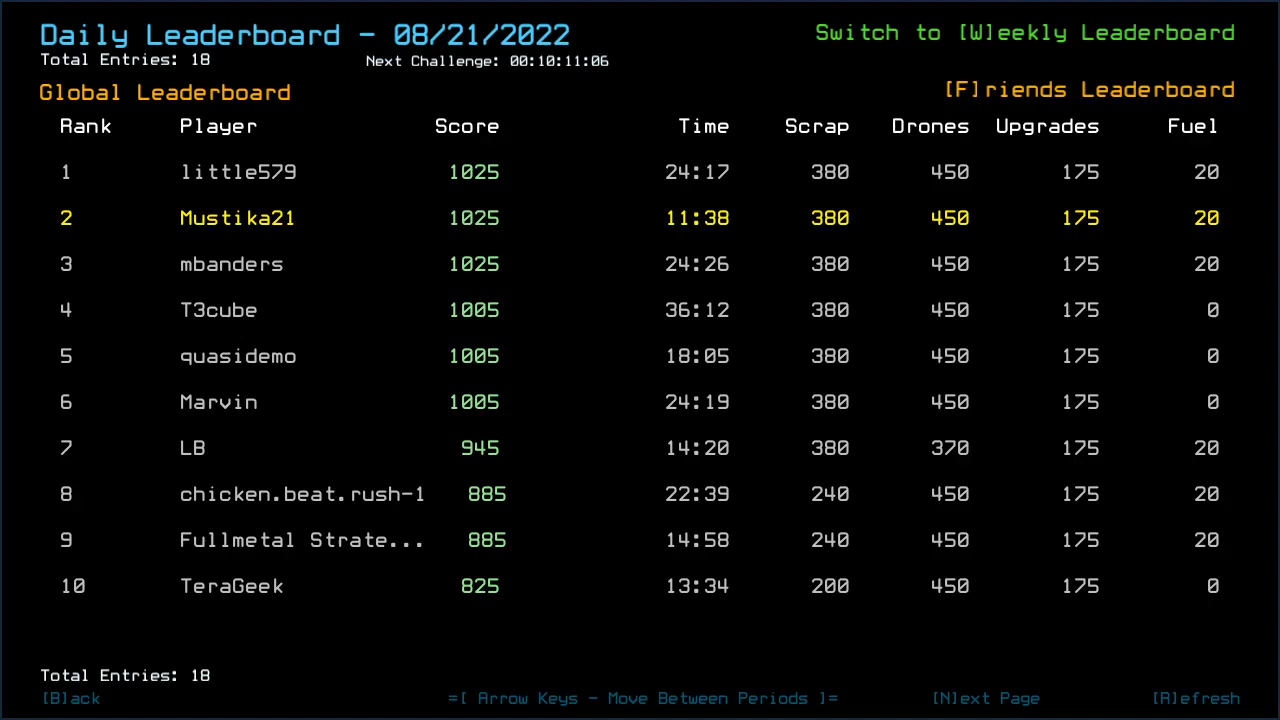 Daily Leaderboard - 08/21/2022 Switch to [W]eekly Leaderboard
Total Entries: 18 Next Challenge: 00:10:11:06
Global Leaderboard [F]riends Leaderboard
Rank Player Score Time Scrap Drones Upgrades Fuel
1 little579 1025 24:17 380 450 175 20
2 Mustika21 1025 11:38 380 450 175 20
3 mbanders 1025 24:26 380 450 175 20
4 T3cube 1005 36:12 380 450 175 0
5 quasidemo 1005 18:05 380 450 175 0
6 Marvin 1005 24:19 380 450 175 0
7 LB 945 14:20 380 370 175 20
8 chicken.beat.rush-1 885 22:39 240 450 175 20
9 Fullmetal Strate... 885 14:58 240 450 175 20
10 TeraGeek 825 13:34 200 450 175 0
Total Entries: 18
[B]ack =[ Arrow Keys - Move Between Periods ]= [N]ext Page [R]efresh